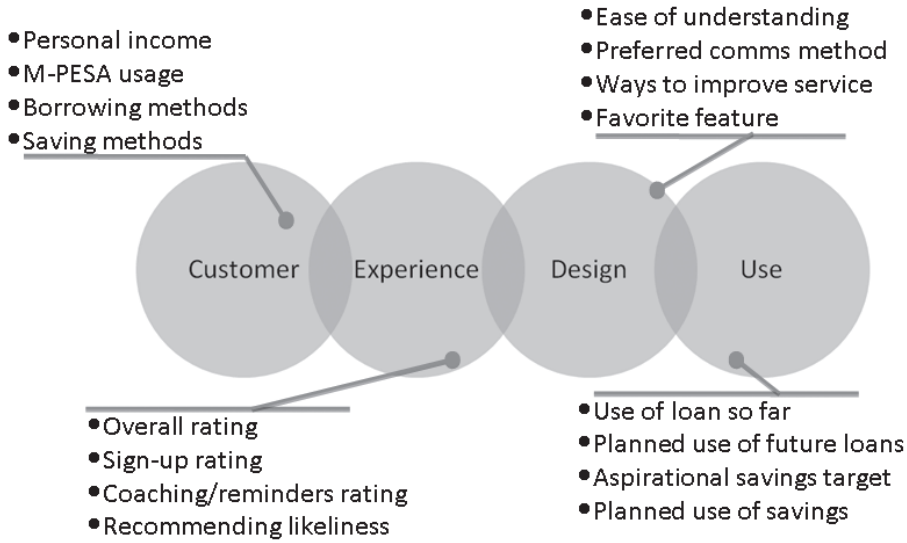 • Personal income
• M-PESA usage
• Borrowing methods
• Saving methods
• Ease of understanding
• Preferred comms method
• Ways to improve service
• Favorite feature
Customer
Experience
Design
Use
• Overall rating
• Sign-up rating
• Coaching/reminders rating
• Recommending likeliness
• Use of loan so far
• Planned use of future loans
• Aspirational savings target
• Planned use of savings